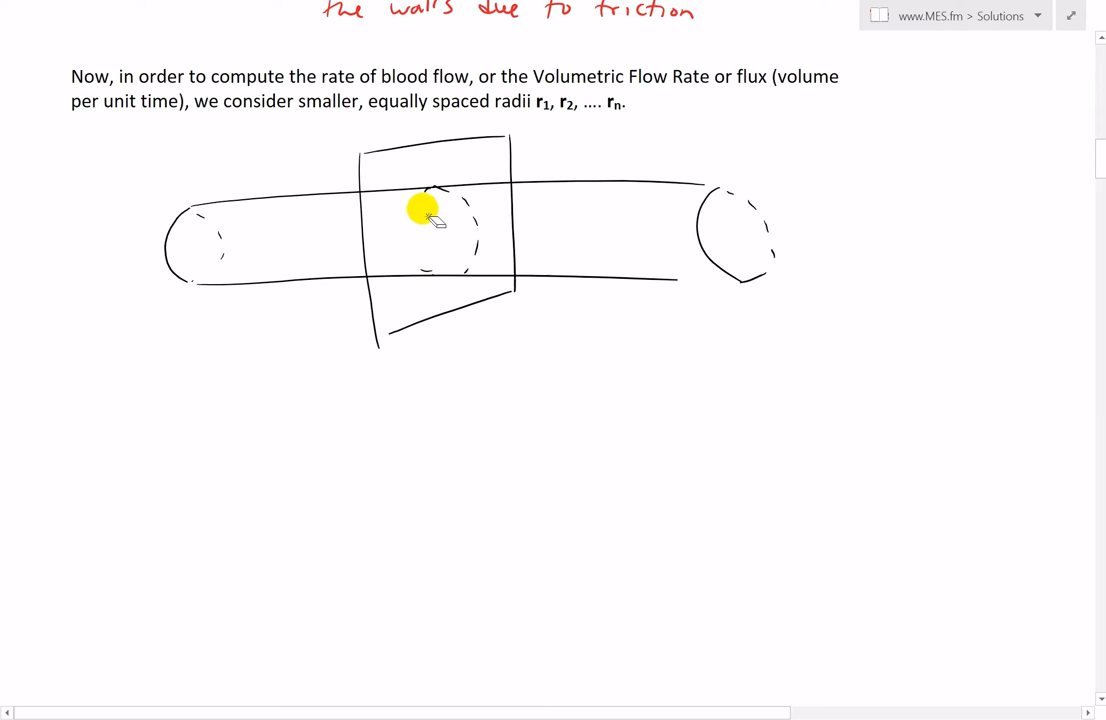 the walls due to friction
www.MES.fm > Solutions
Now, in order to compute the rate of blood flow, or the Volumetric Flow Rate or flux (volume
per unit time), we consider smaller, equally spaced radii r1, r2, .... rn.